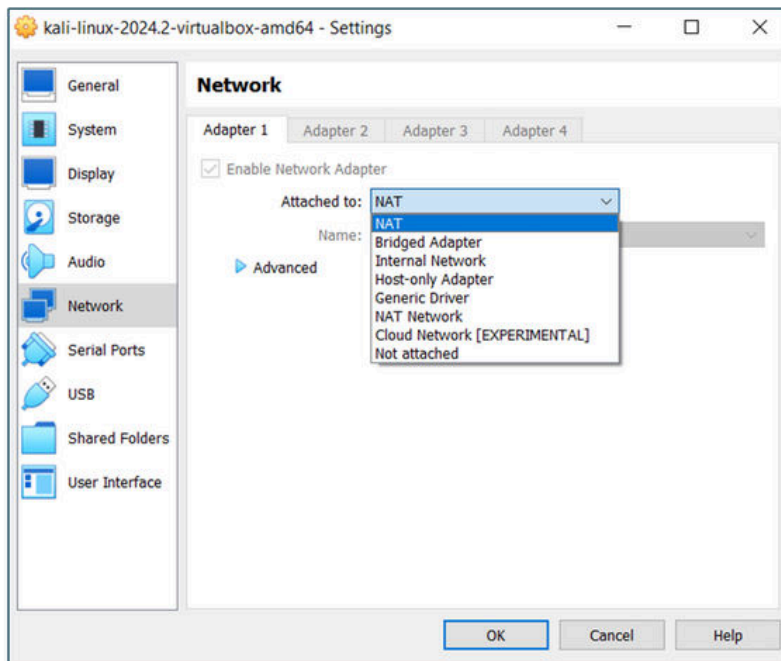 kali-linux-2024.2-virtualbox-amd64 - Settings
General
System
Display
Storage
Audio
Network
Serial Ports
USB
Shared Folders
User Interface
Network
Adapter 1
Adapter 2
Adapter 3
Adapter 4
Enable Network Adapter
Attached to: NAT
NAT
Name:
Bridged Adapter
Internal Network
Advanced
Host-only Adapter
Generic Driver
NAT Network
Cloud Network [EXPERIMENTAL]
Not attached
OK
Cancel
Help